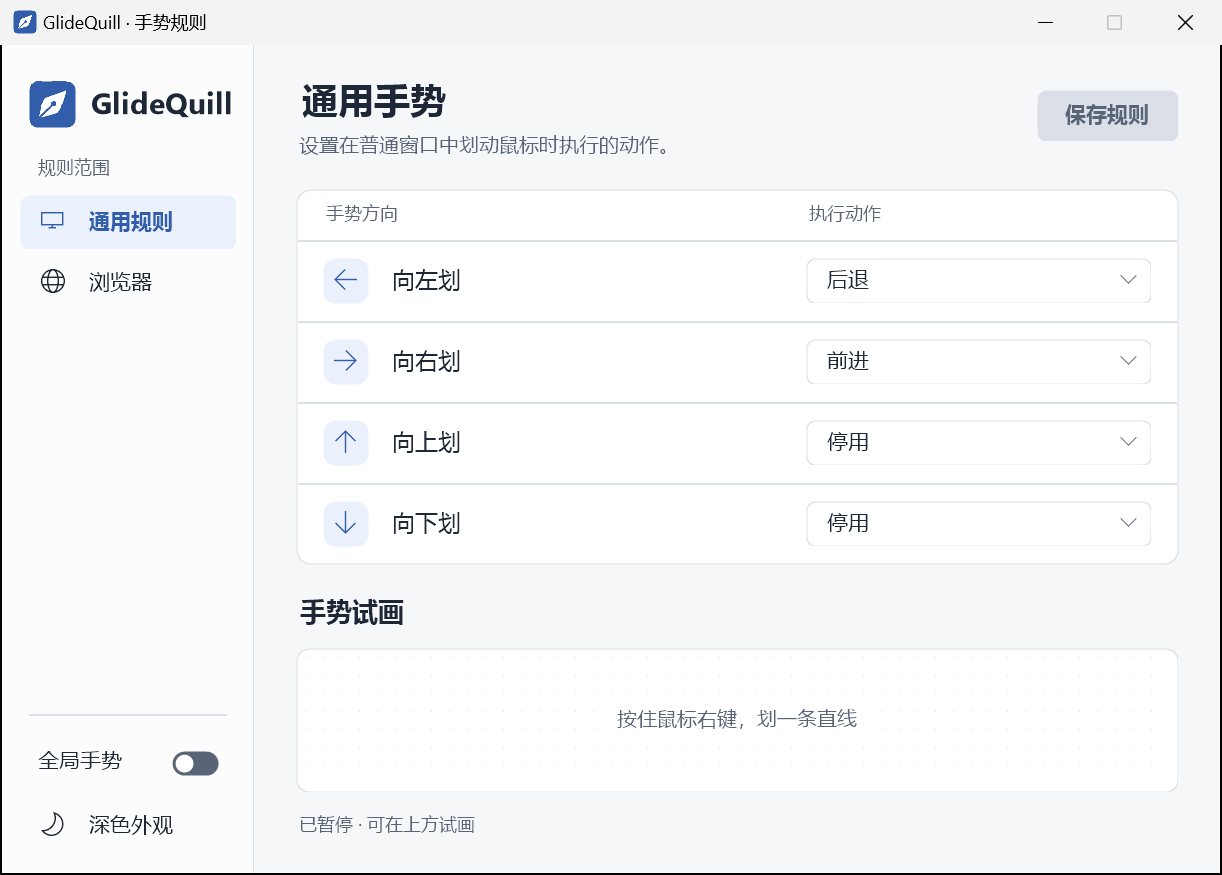 GlideQuill · 手势规则
GlideQuill
规则范围
通用规则
浏览器
全局手势
深色外观
通用手势
设置在普通窗口中划动鼠标时执行的动作。
保存规则
手势方向 执行动作
向左划 后退
向右划 前进
向上划 停用
向下划 停用
手势试画
按住鼠标右键，划一条直线
已暂停 · 可在上方试画